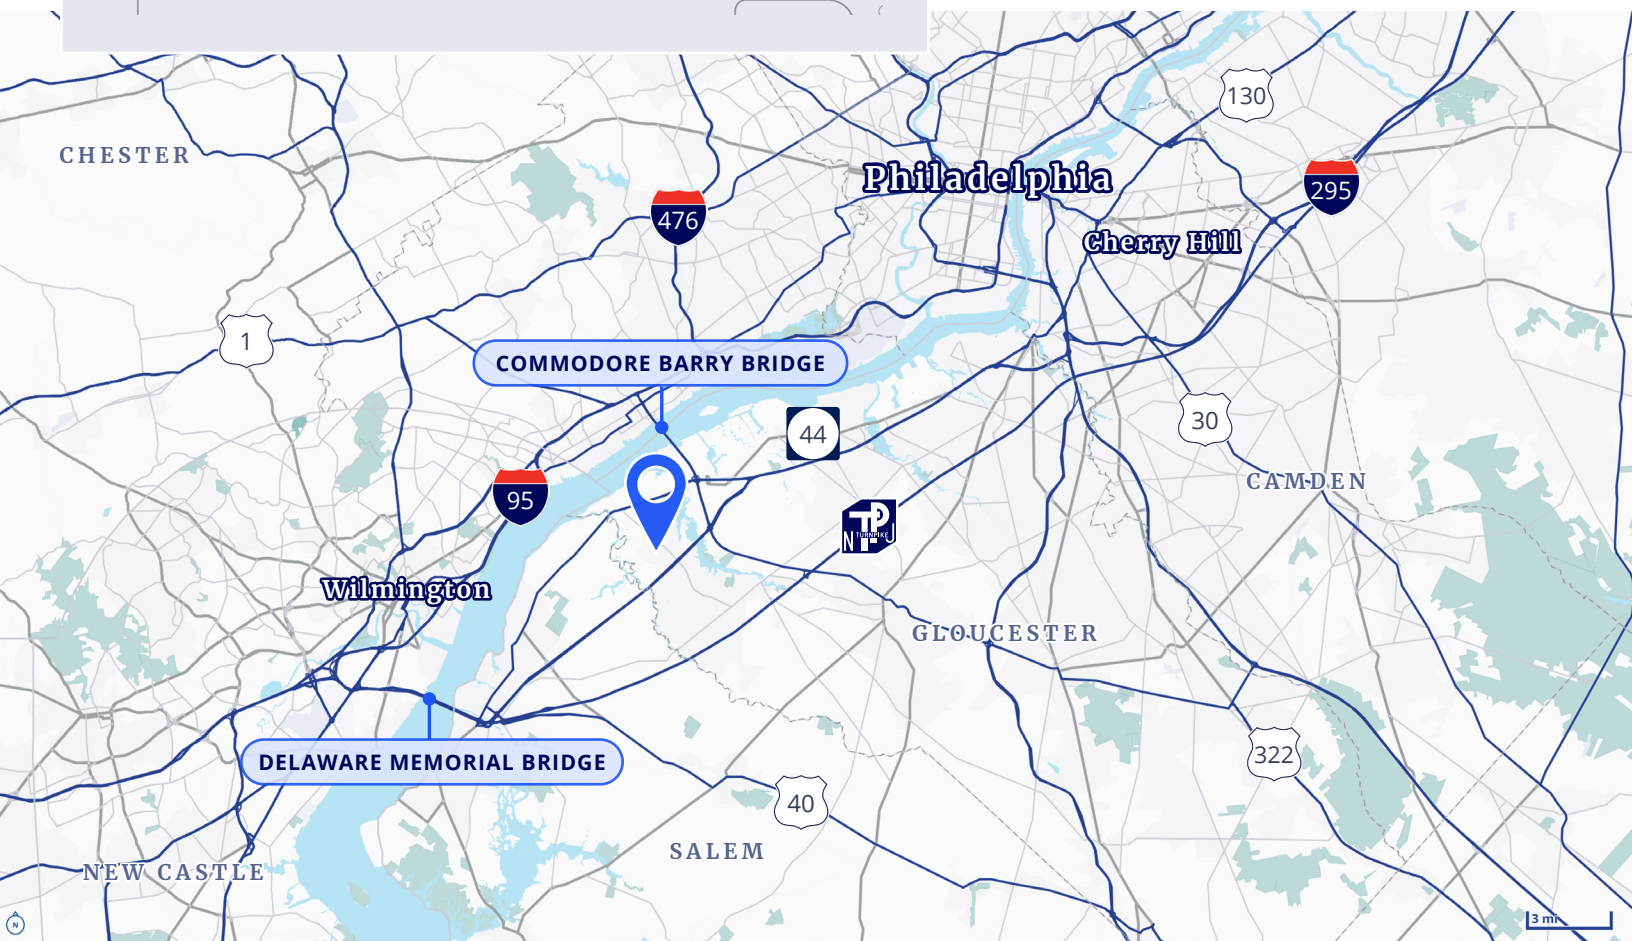 130
CHESTER
Philadelphia
295
476
Cherry Hill
1
COMMODORE BARRY BRIDGE
30
44
CAMDEN
95
NJTP
TURNPIKE
Wilmington
GLOUCESTER
322
DELAWARE MEMORIAL BRIDGE
40
SALEM
NEW CASTLE
3 mi
N